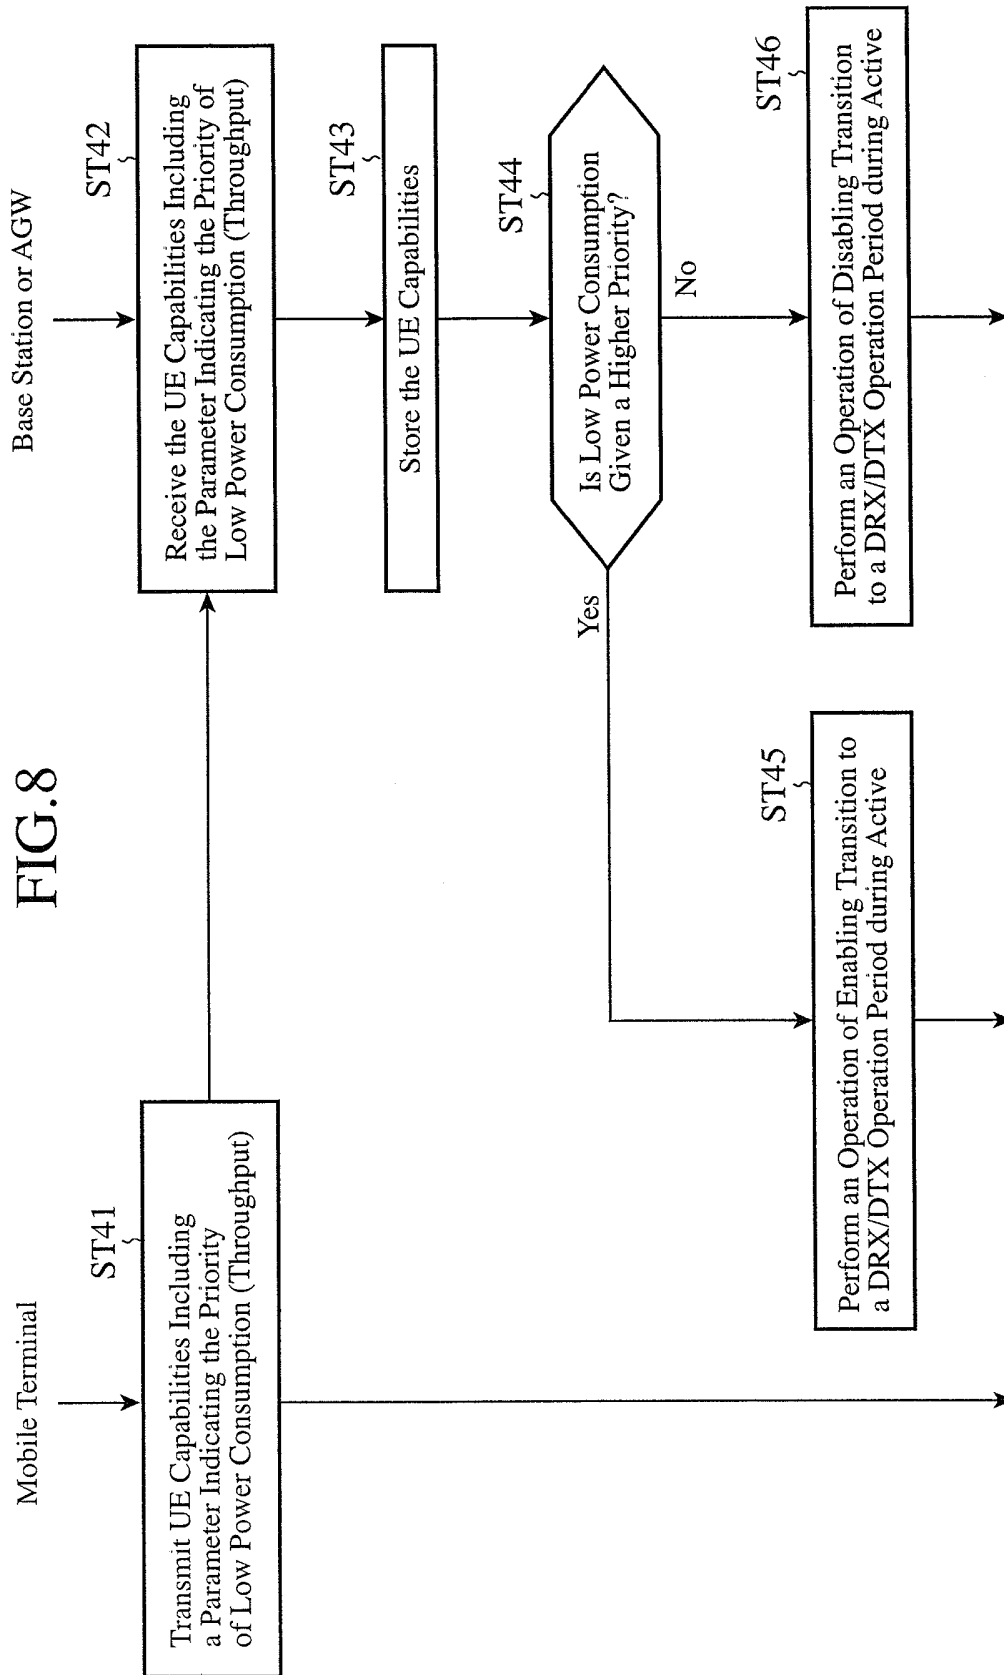 FIG.8
Mobile Terminal
ST41
Transmit UE Capabilities Including
a Parameter Indicating the Priority
of Low Power Consumption (Throughput)
Base Station or AGW
ST42
Receive the UE Capabilities Including
the Parameter Indicating the Priority of
Low Power Consumption (Throughput)
ST43
Store the UE Capabilities
ST44
Is Low Power Consumption
Given a Higher Priority?
Yes
No
ST45
Perform an Operation of Enabling Transition to
a DRX/DTX Operation Period during Active
ST46
Perform an Operation of Disabling Transition
to a DRX/DTX Operation Period during Active